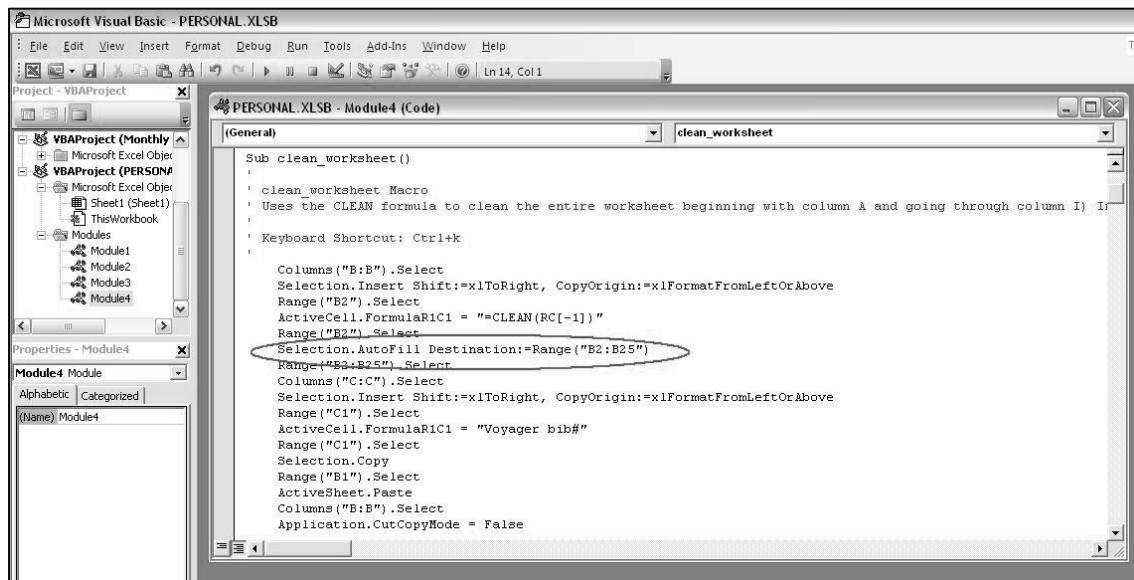 Microsoft Visual Basic - PERSONAL.XLSB
File Edit View Insert Format Debug Run Tools Add-Ins Window Help
Ln 14, Col 1
Project - VBAProject
VBAProject (Monthly
Microsoft Excel Objec
VBAProject (PERSONA
Microsoft Excel Objec
Sheet1 (Sheet1)
ThisWorkbook
Modules
Module1
Module2
Module3
Module4
Properties - Module4
Module4 Module
Alphabetic Categorized
(Name) Module4
PERSONAL.XLSB - Module4 (Code)
(General) clean_worksheet
Sub clean_worksheet()
'
' clean_worksheet Macro
' Uses the CLEAN formula to clean the entire worksheet beginning with column A and going through column I) In
'
' Keyboard Shortcut: Ctrl+k
'
Columns("B:B").Select
Selection.Insert Shift:=xlToRight, CopyOrigin:=xlFormatFromLeftOrAbove
Range("B2").Select
ActiveCell.FormulaR1C1 = "=CLEAN(RC[-1])"
Range("B2").Select
Selection.AutoFill Destination:=Range("B2:B25")
Range("B2:B25").Select
Columns("C:C").Select
Selection.Insert Shift:=xlToRight, CopyOrigin:=xlFormatFromLeftOrAbove
Range("C1").Select
ActiveCell.FormulaR1C1 = "Voyager bib#"
Range("C1").Select
Selection.Copy
Range("B1").Select
ActiveSheet.Paste
Columns("B:B").Select
Application.CutCopyMode = False